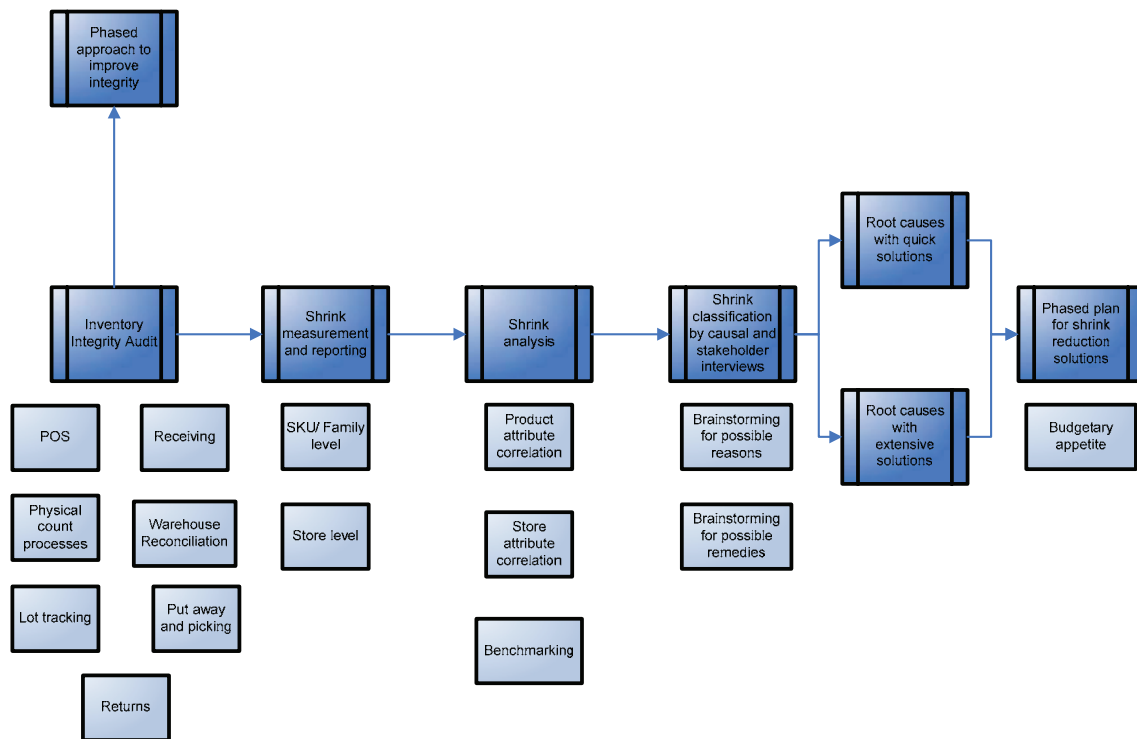 Phased
approach to
improve
integrity
Inventory
Integrity Audit
Shrink
measurement
and reporting
Shrink
analysis
Shrink
classification
by causal and
stakeholder
interviews
Root causes
with quick
solutions
Root causes
with
extensive
solutions
Phased plan
for shrink
reduction
solutions
POS
Receiving
Physical
count
processes
Warehouse
Reconciliation
Lot tracking
Put away
and picking
Returns
SKU/ Family
level
Store level
Product
attribute
correlation
Store
attribute
correlation
Benchmarking
Brainstorming
for possible
reasons
Brainstorming
for possible
remedies
Budgetary
appetite